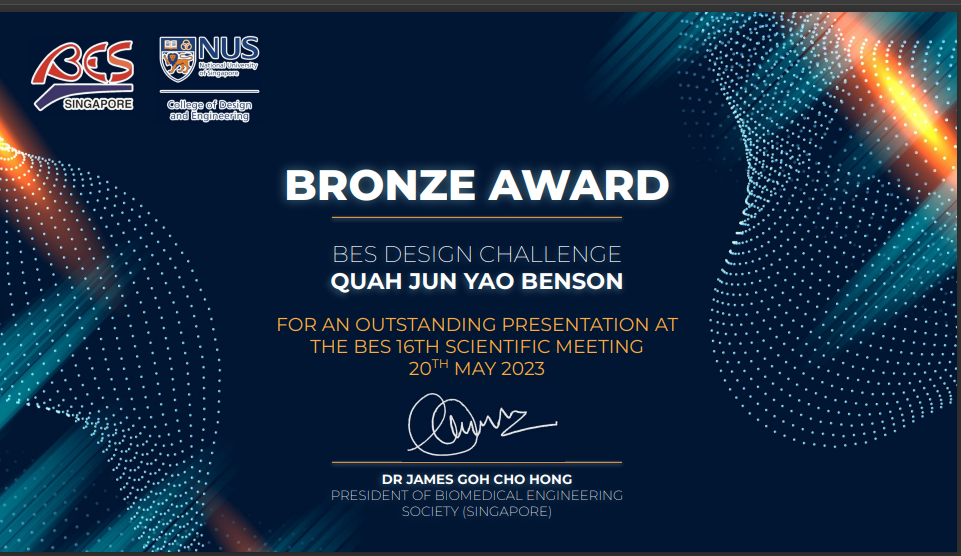 BES
SINGAPORE
NUS
National University
of Singapore
College of Design
and Engineering
BRONZE AWARD
BES DESIGN CHALLENGE
QUAH JUN YAO BENSON
FOR AN OUTSTANDING PRESENTATION AT
THE BES 16TH SCIENTIFIC MEETING
20TH MAY 2023
DR JAMES GOH CHO HONG
PRESIDENT OF BIOMEDICAL ENGINEERING
SOCIETY (SINGAPORE)